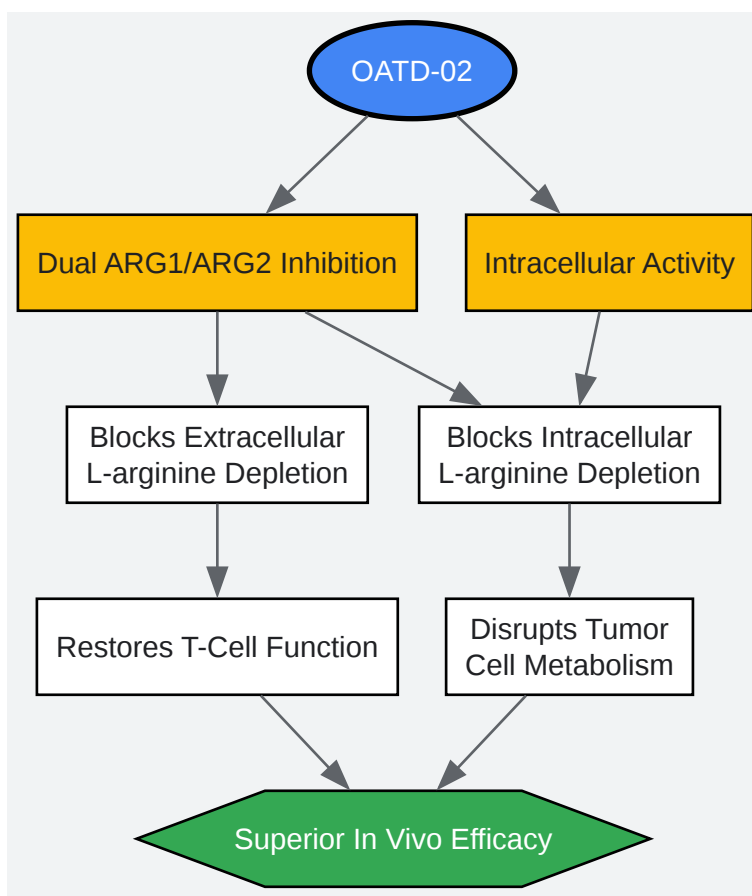 OATD-02
Dual ARG1/ARG2 Inhibition
Intracellular Activity
Blocks Extracellular
L-arginine Depletion
Blocks Intracellular
L-arginine Depletion
Restores T-Cell Function
Disrupts Tumor
Cell Metabolism
Superior In Vivo Efficacy